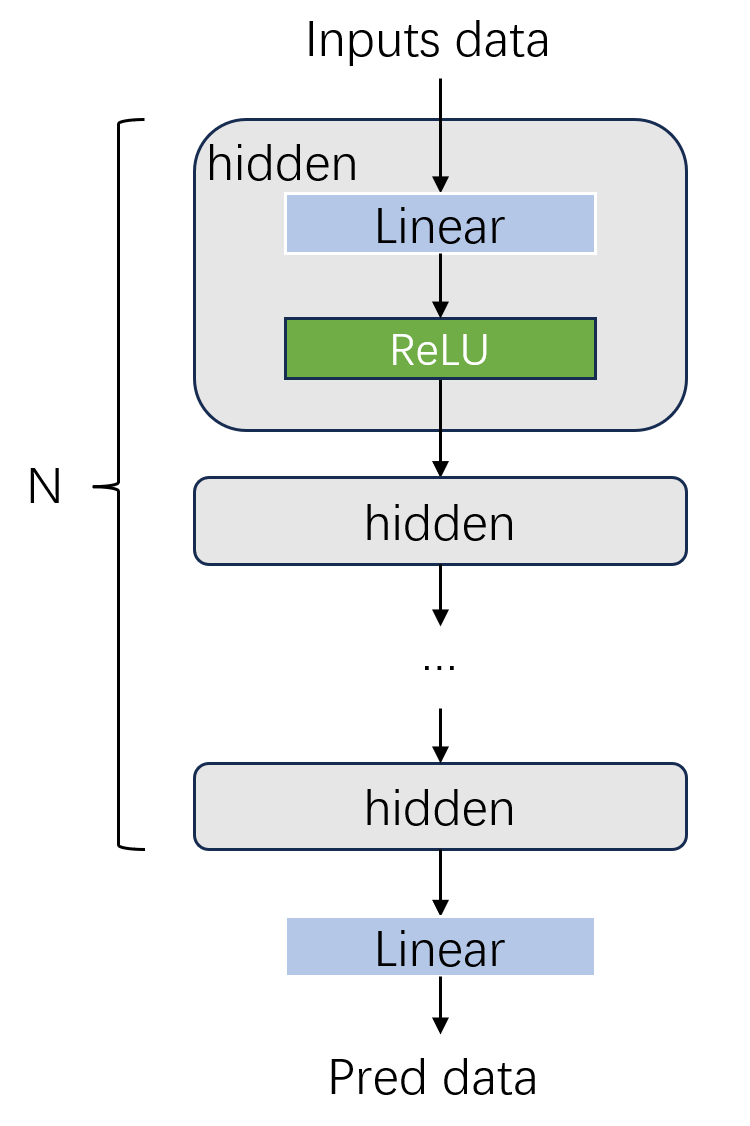 Inputs data
hidden
Linear
ReLU
N
hidden
...
hidden
Linear
Pred data